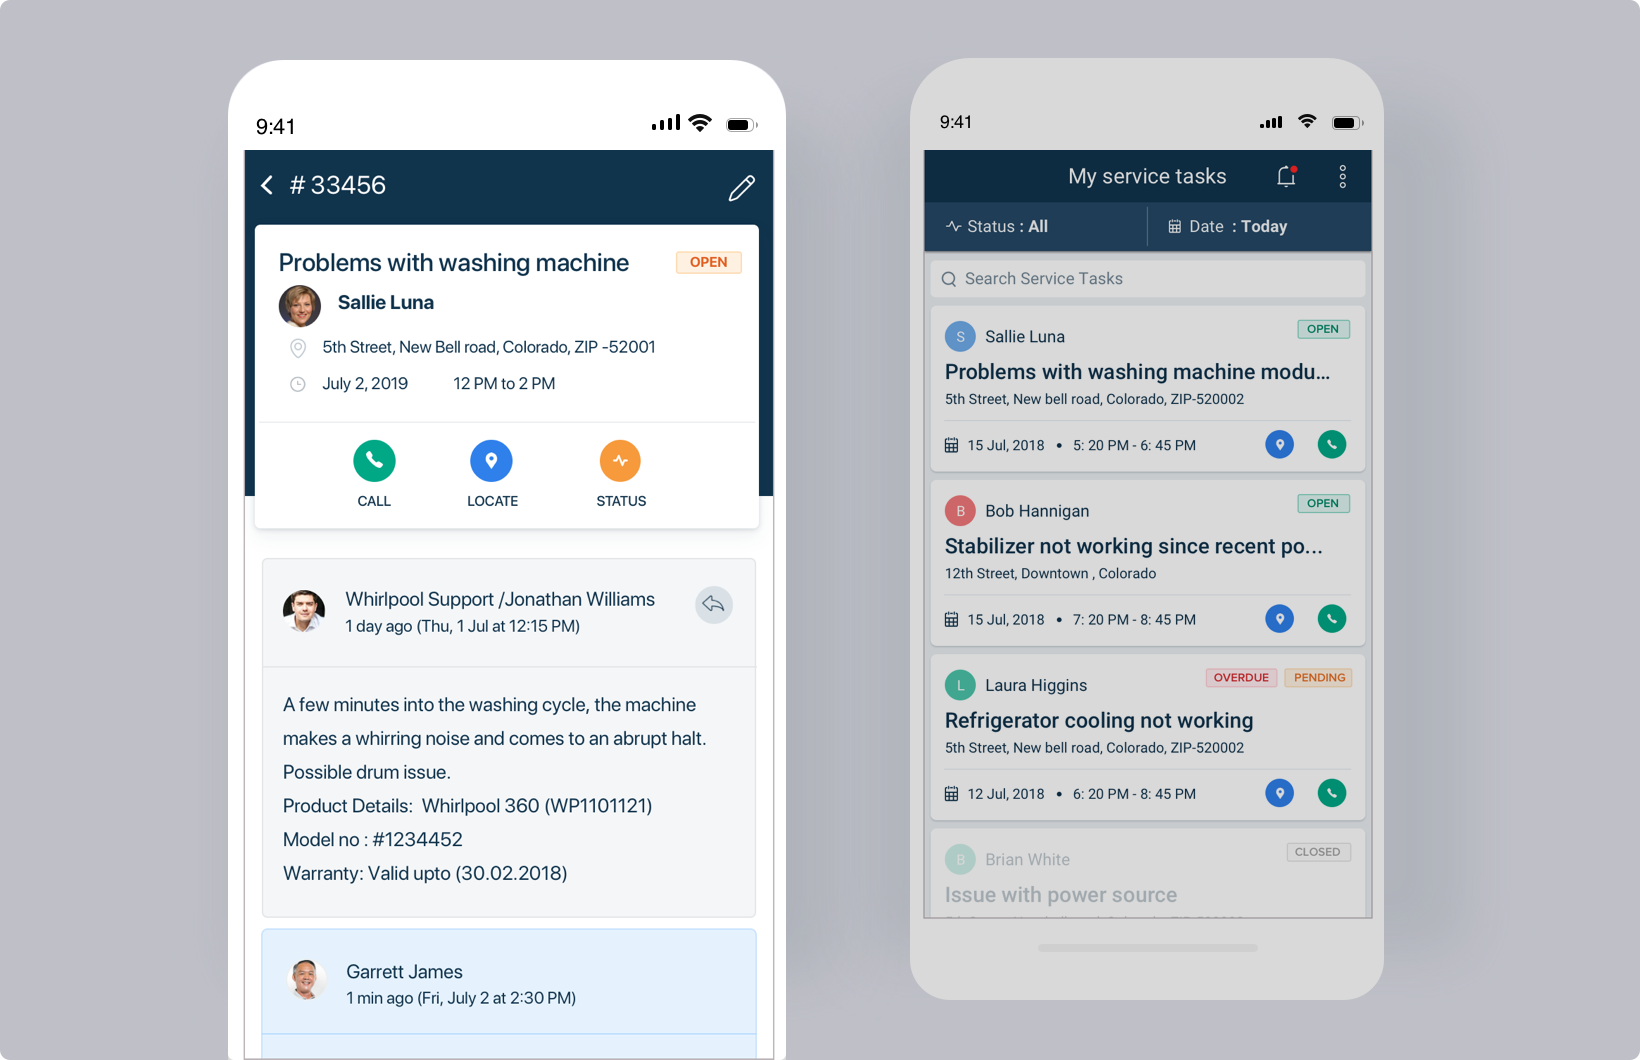 9:41
# 33456
Problems with washing machine
OPEN
Sallie Luna
5th Street, New Bell road, Colorado, ZIP -52001
July 2, 2019 12 PM to 2 PM
CALL LOCATE STATUS
Whirlpool Support /Jonathan Williams
1 day ago (Thu, 1 Jul at 12:15 PM)
A few minutes into the washing cycle, the machine
makes a whirring noise and comes to an abrupt halt.
Possible drum issue.
Product Details:  Whirlpool 360 (WP1101121)
Model no : #1234452
Warranty: Valid upto (30.02.2018)
Garrett James
1 min ago (Fri, July 2 at 2:30 PM)
9:41
My service tasks
Status : All Date : Today
Search Service Tasks
S Sallie Luna OPEN
Problems with washing machine modu...
5th Street, New bell road, Colorado, ZIP-520002
15 Jul, 2018 • 5: 20 PM - 6: 45 PM
B Bob Hannigan OPEN
Stabilizer not working since recent po...
12th Street, Downtown , Colorado
15 Jul, 2018 • 7: 20 PM - 8: 45 PM
L Laura Higgins OVERDUE PENDING
Refrigerator cooling not working
5th Street, New bell road, Colorado, ZIP-520002
12 Jul, 2018 • 6: 20 PM - 8: 45 PM
B Brian White CLOSED
Issue with power source